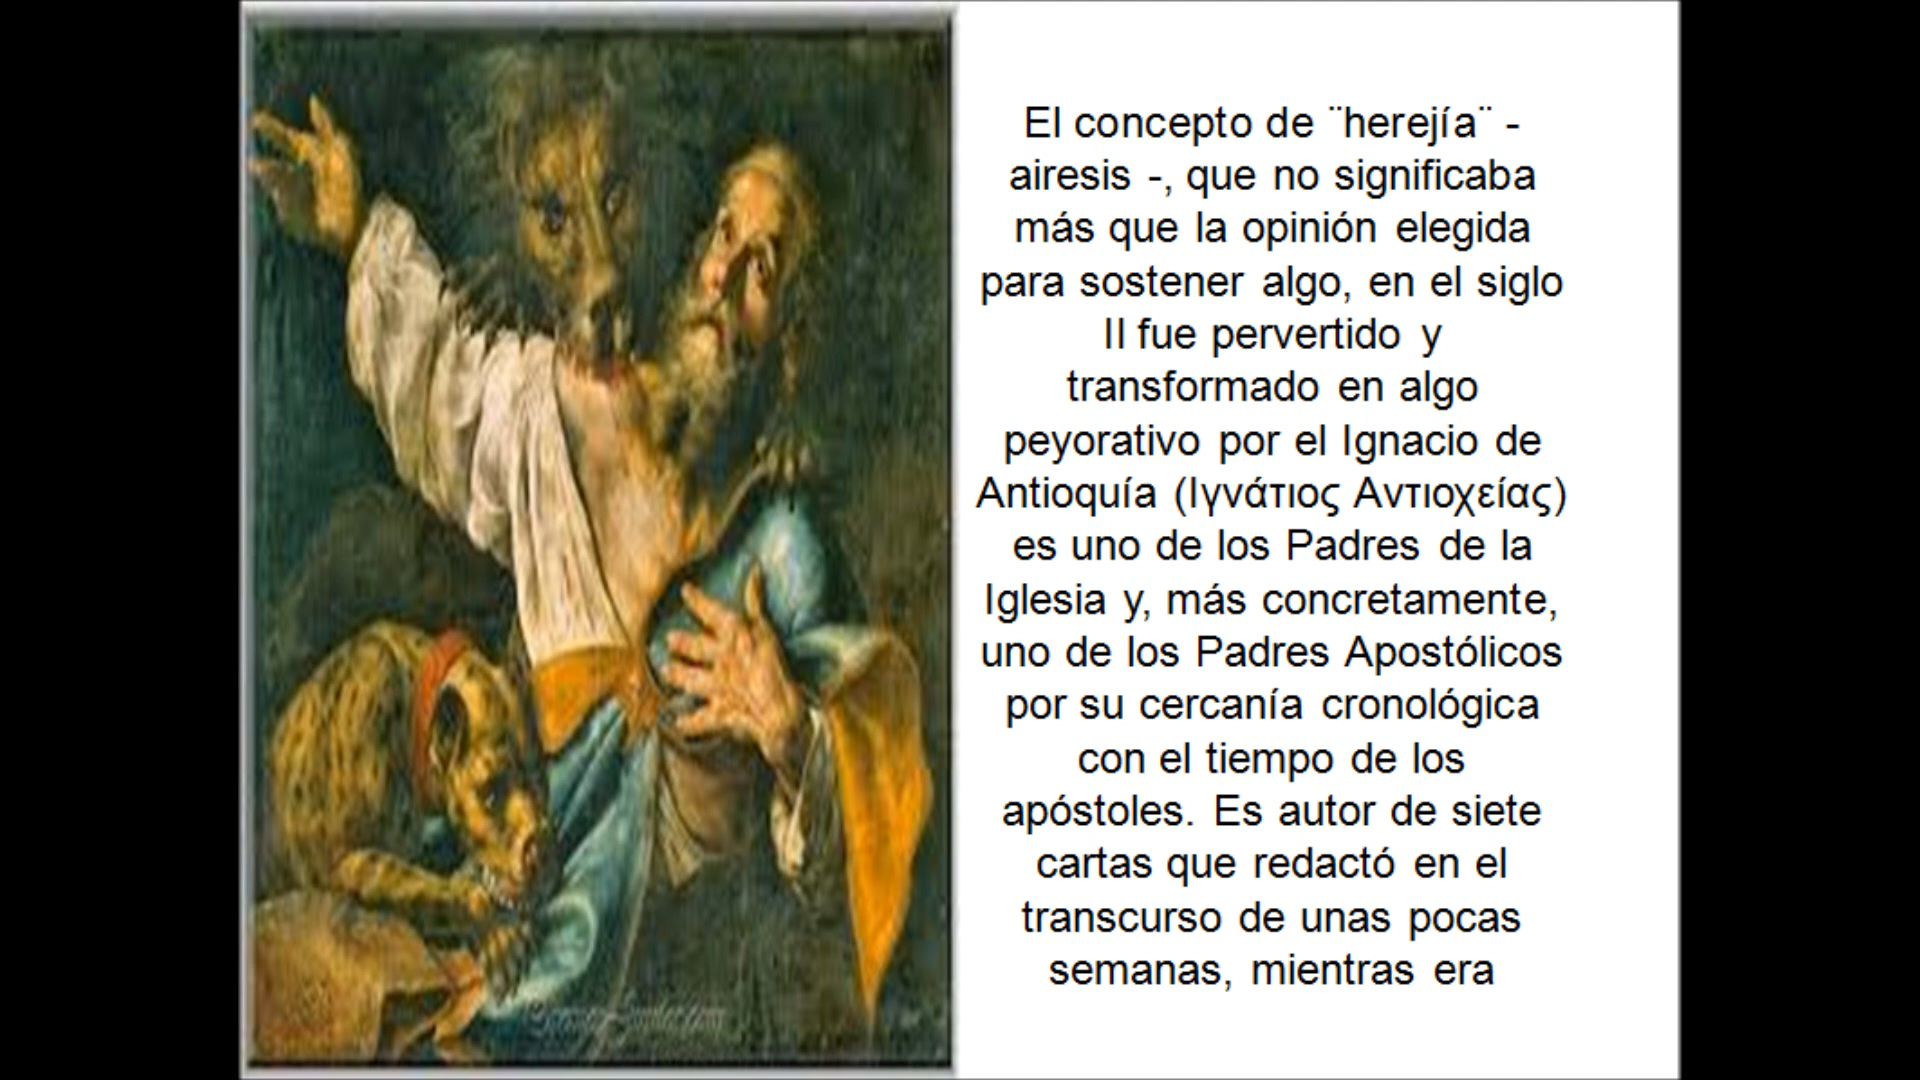 El concepto de ¨herejía¨ -
airesis -, que no significaba
más que la opinión elegida
para sostener algo, en el siglo
II fue pervertido y
transformado en algo
peyorativo por el Ignacio de
Antioquía (Ιγνάτιος Αντιοχείας)
es uno de los Padres de la
Iglesia y, más concretamente,
uno de los Padres Apostólicos
por su cercanía cronológica
con el tiempo de los
apóstoles. Es autor de siete
cartas que redactó en el
transcurso de unas pocas
semanas, mientras era